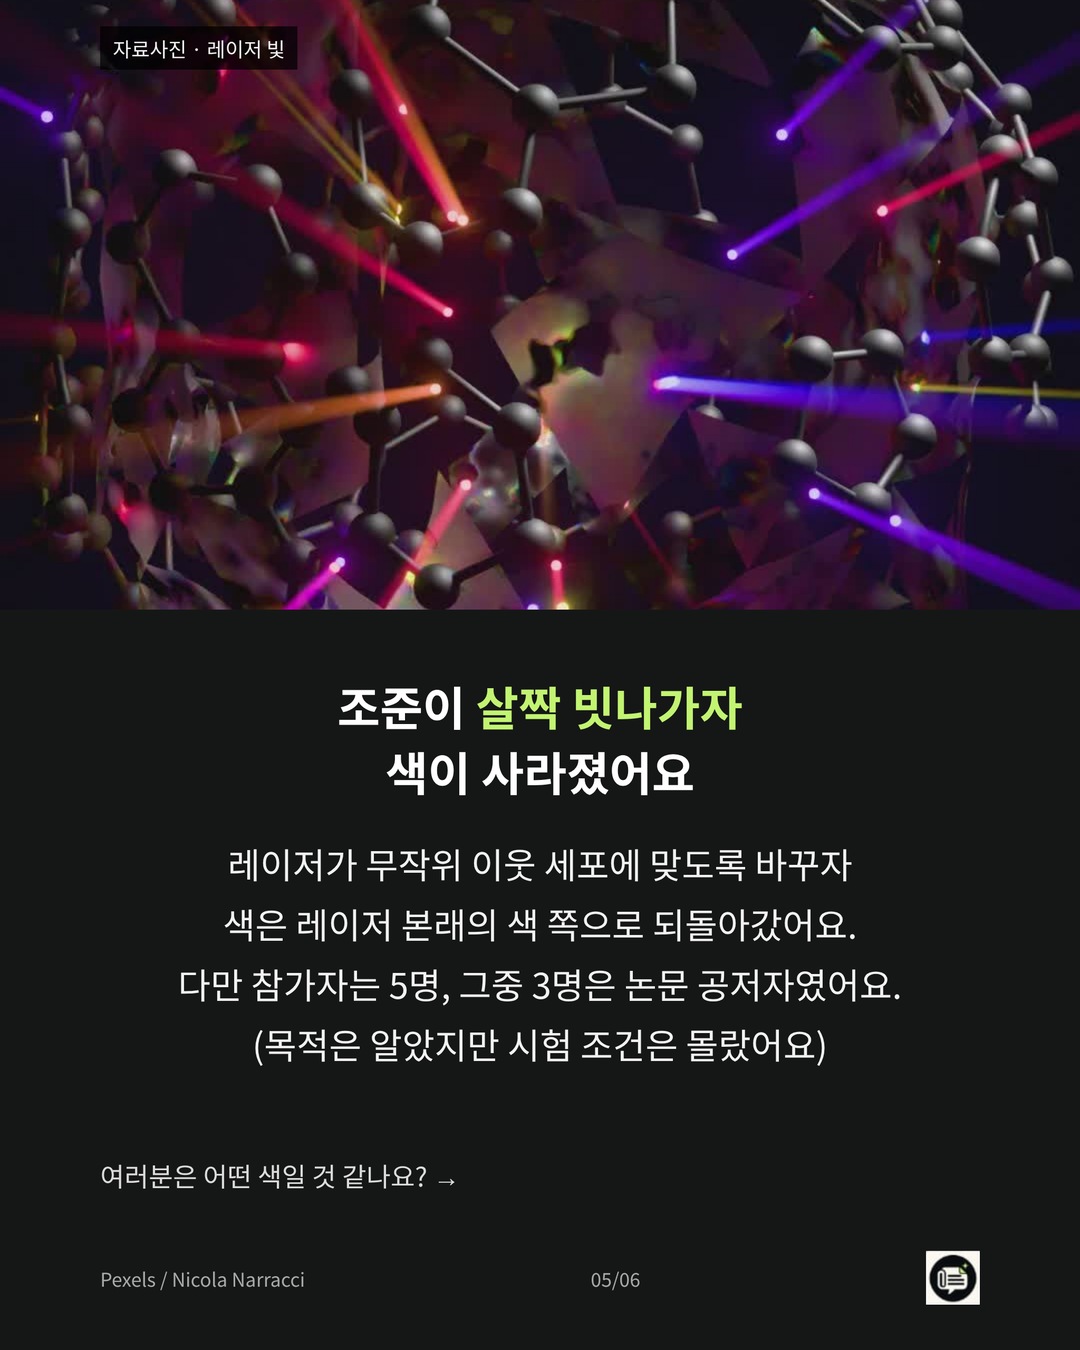 자료사진 · 레이저 빛
조준이 살짝 빗나가자
색이 사라졌어요
레이저가 무작위 이웃 세포에 맞도록 바꾸자
색은 레이저 본래의 색 쪽으로 되돌아갔어요.
다만 참가자는 5명, 그중 3명은 논문 공저자였어요.
(목적은 알았지만 시험 조건은 몰랐어요)
여러분은 어떤 색일 것 같나요? →
Pexels / Nicola Narracci
05/06